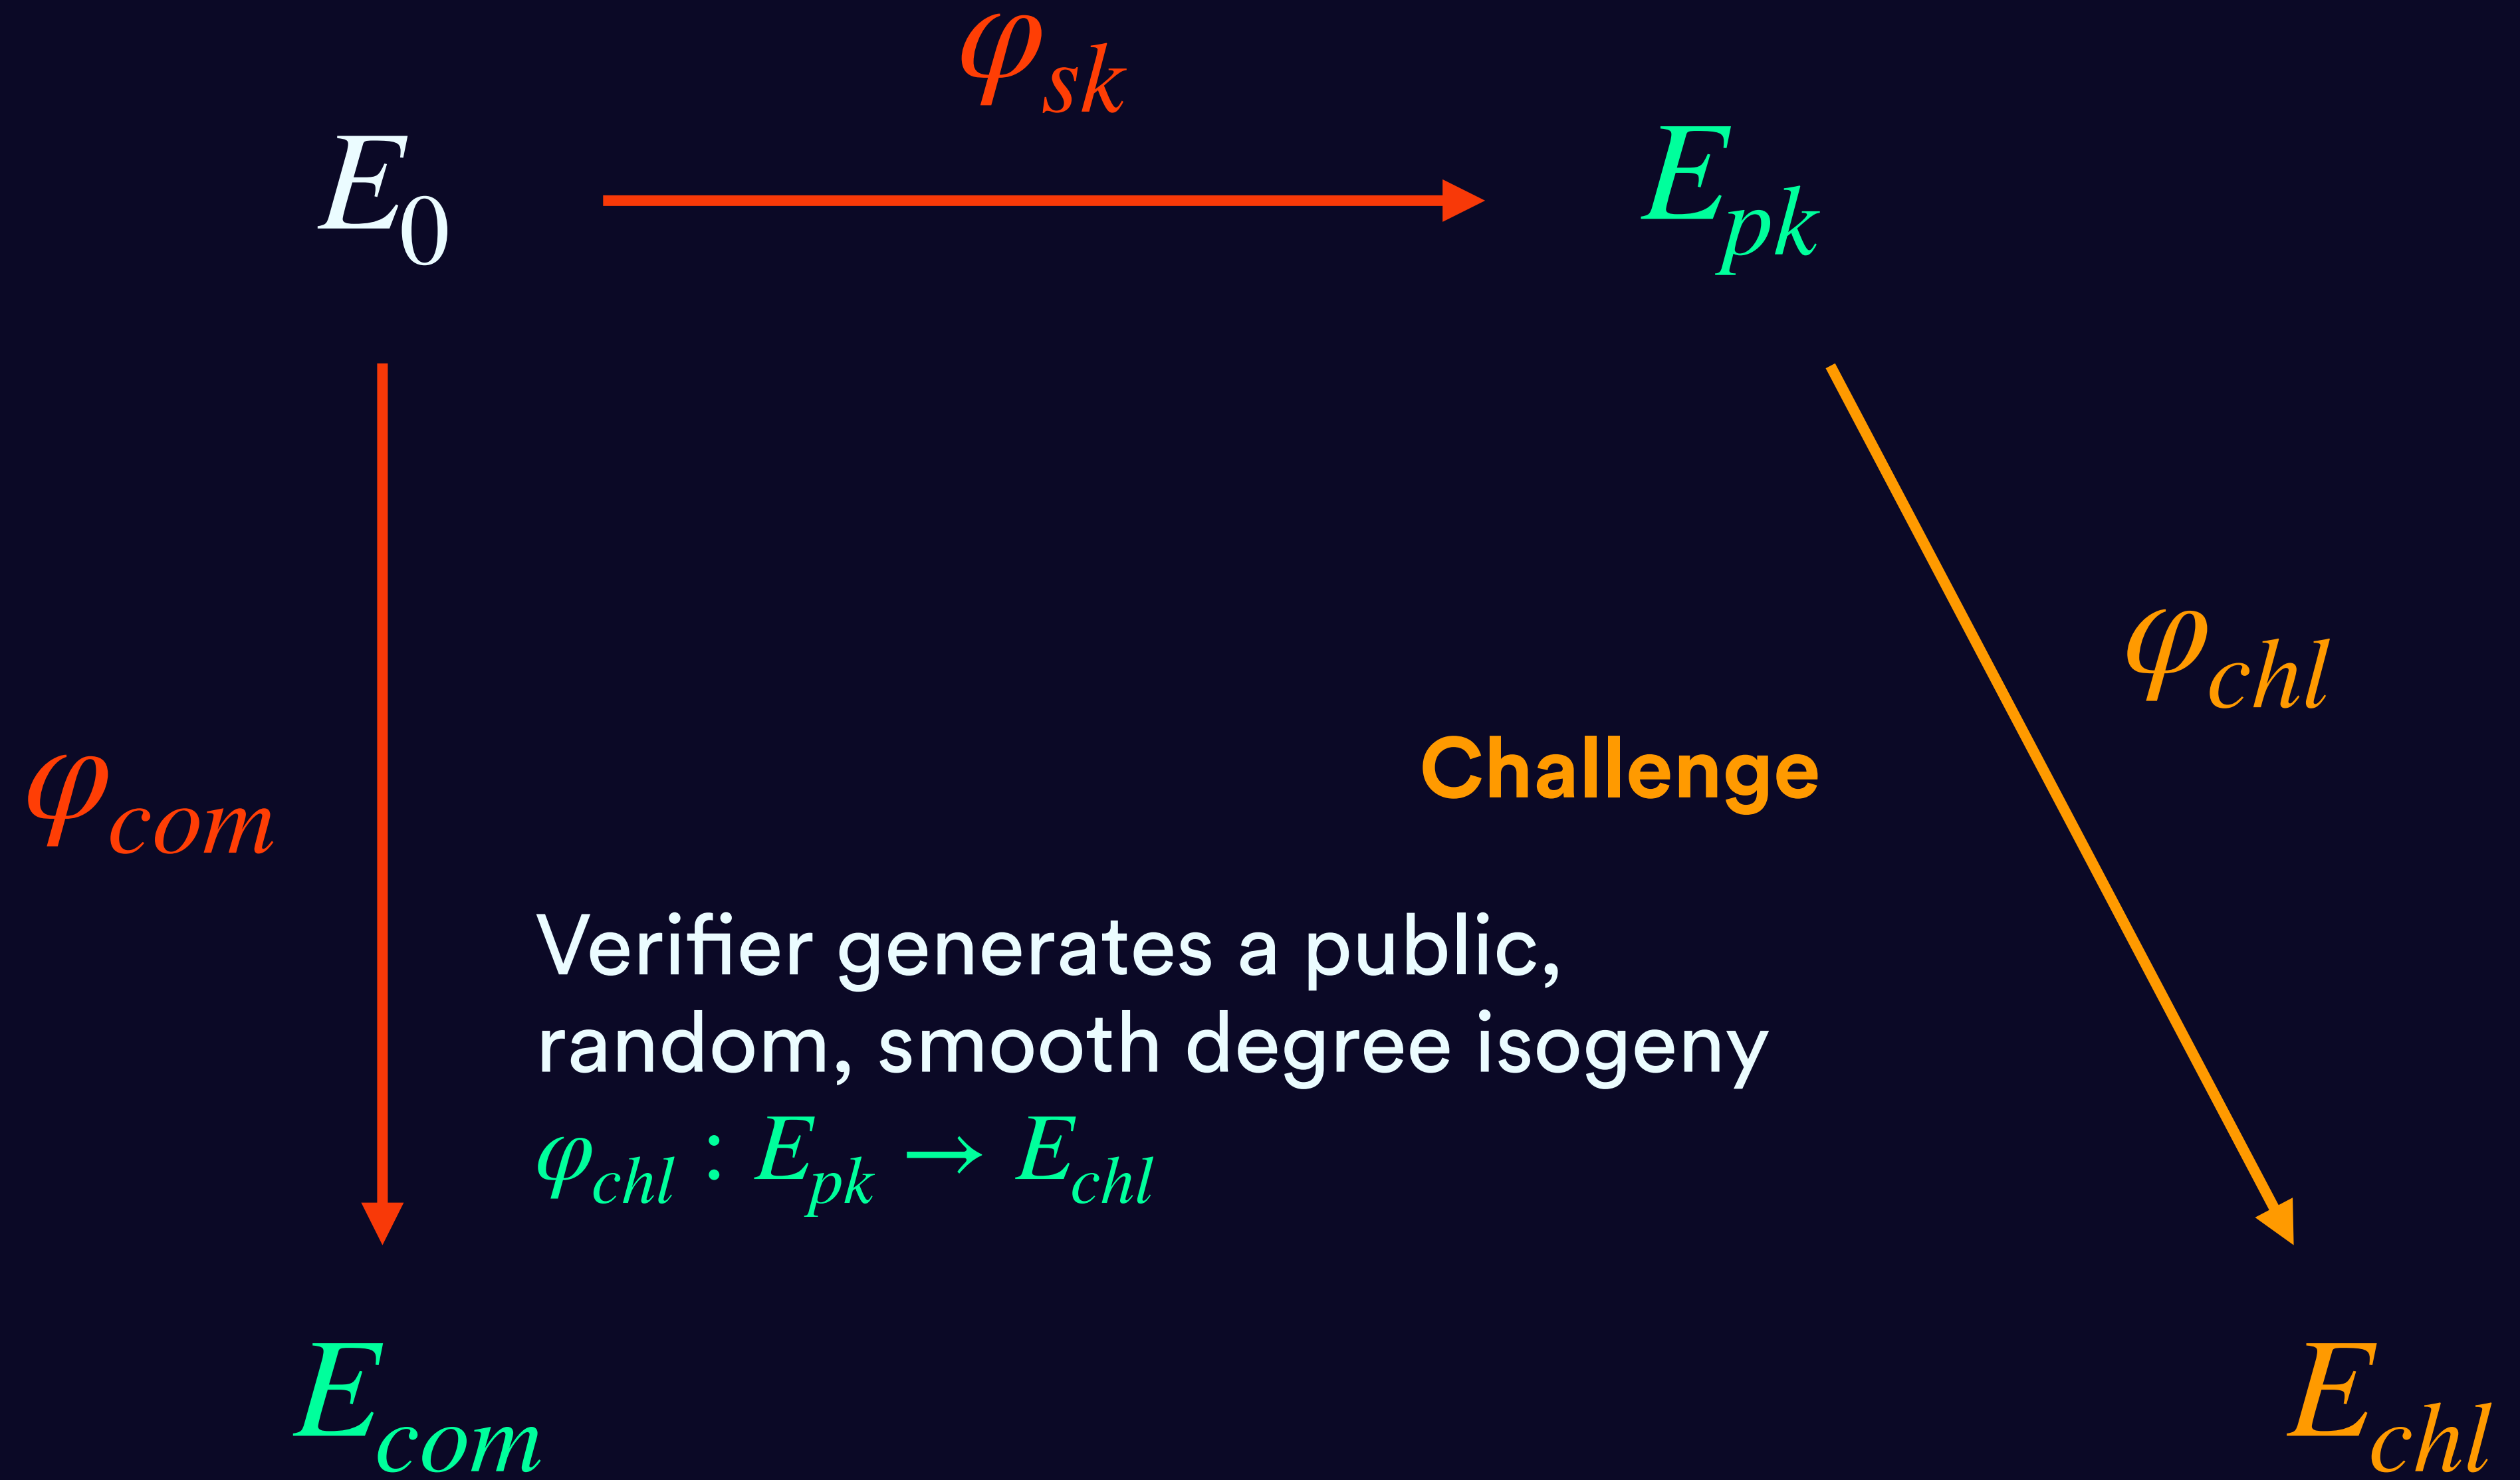 φ_sk
E_0
E_pk
φ_chl
Challenge
φ_com
Verifier generates a public,
random, smooth degree isogeny
φ_chl : E_pk → E_chl
E_com
E_chl